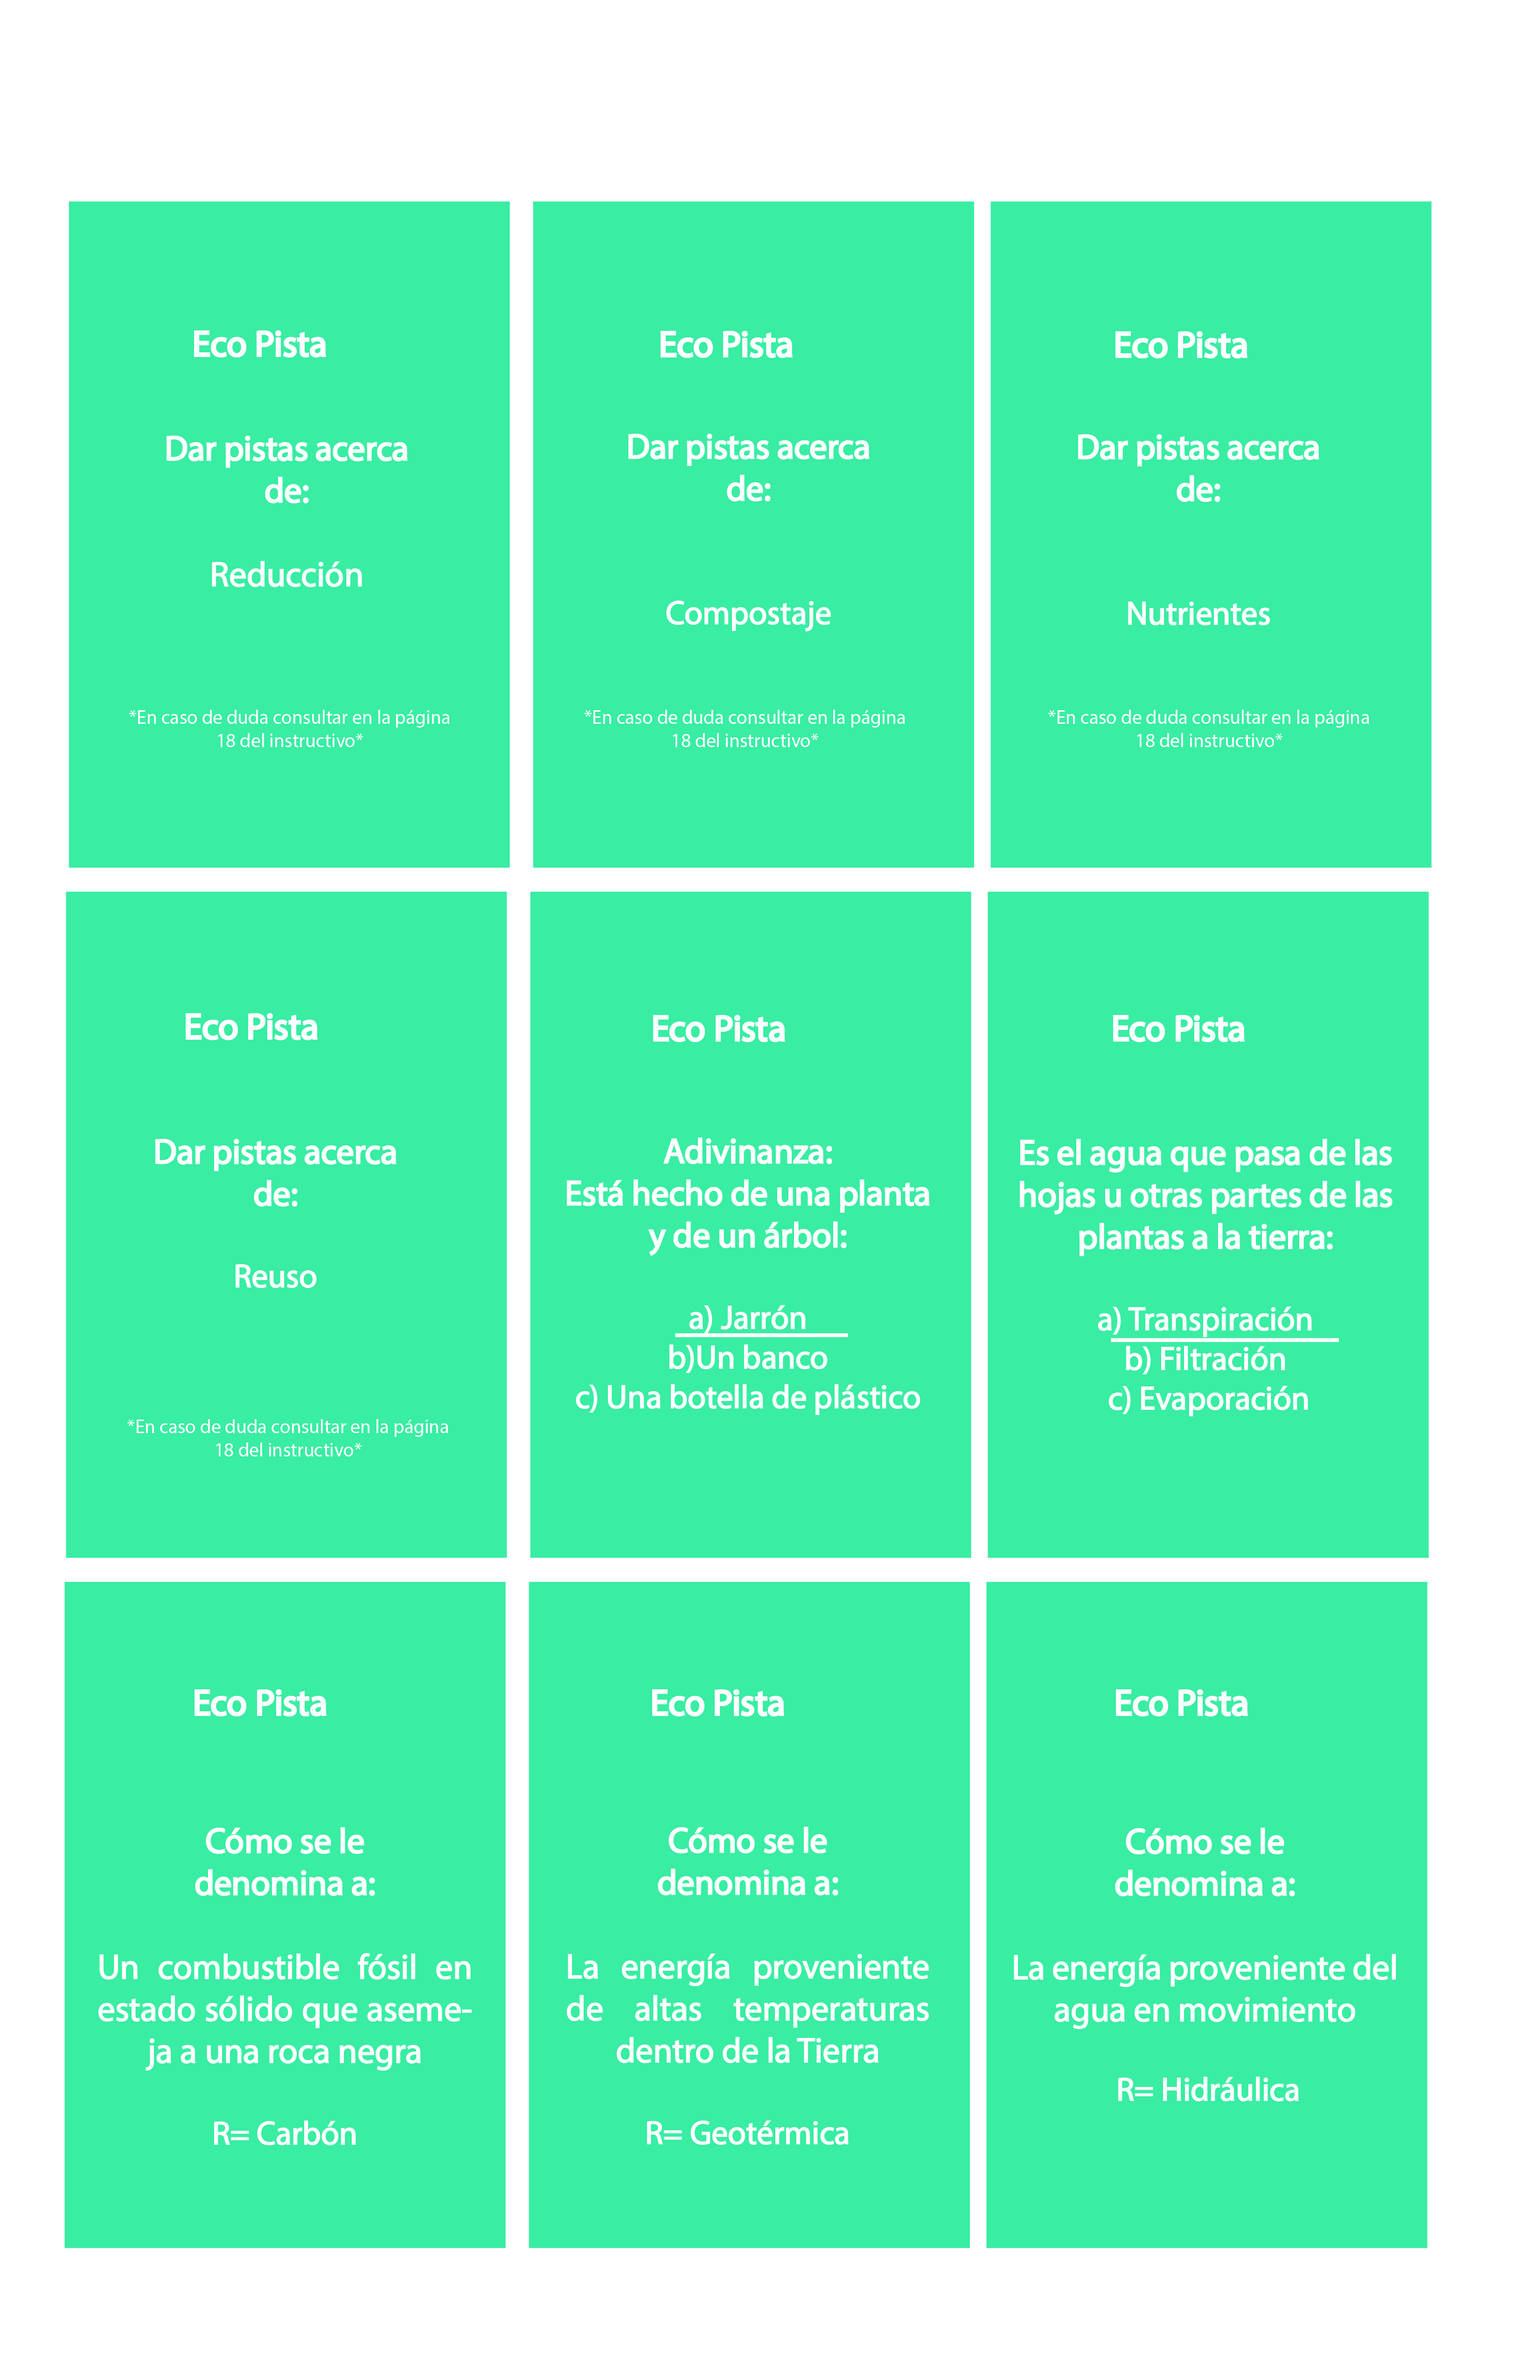 Eco Pista
Dar pistas acerca
de:
Reducción
*En caso de duda consultar en la página
18 del instructivo*
Eco Pista
Dar pistas acerca
de:
Compostaje
*En caso de duda consultar en la página
18 del instructivo*
Eco Pista
Dar pistas acerca
de:
Nutrientes
*En caso de duda consultar en la página
18 del instructivo*
Eco Pista
Dar pistas acerca
de:
Reuso
*En caso de duda consultar en la página
18 del instructivo*
Eco Pista
Adivinanza:
Está hecho de una planta
y de un árbol:
a) Jarrón
b)Un banco
c) Una botella de plástico
Eco Pista
Es el agua que pasa de las
hojas u otras partes de las
plantas a la tierra:
a) Transpiración
b) Filtración
c) Evaporación
Eco Pista
Cómo se le
denomina a:
Un combustible fósil en
estado sólido que aseme-
ja a una roca negra
R= Carbón
Eco Pista
Cómo se le
denomina a:
La energía proveniente
de altas temperaturas
dentro de la Tierra
R= Geotérmica
Eco Pista
Cómo se le
denomina a:
La energía proveniente del
agua en movimiento
R= Hidráulica